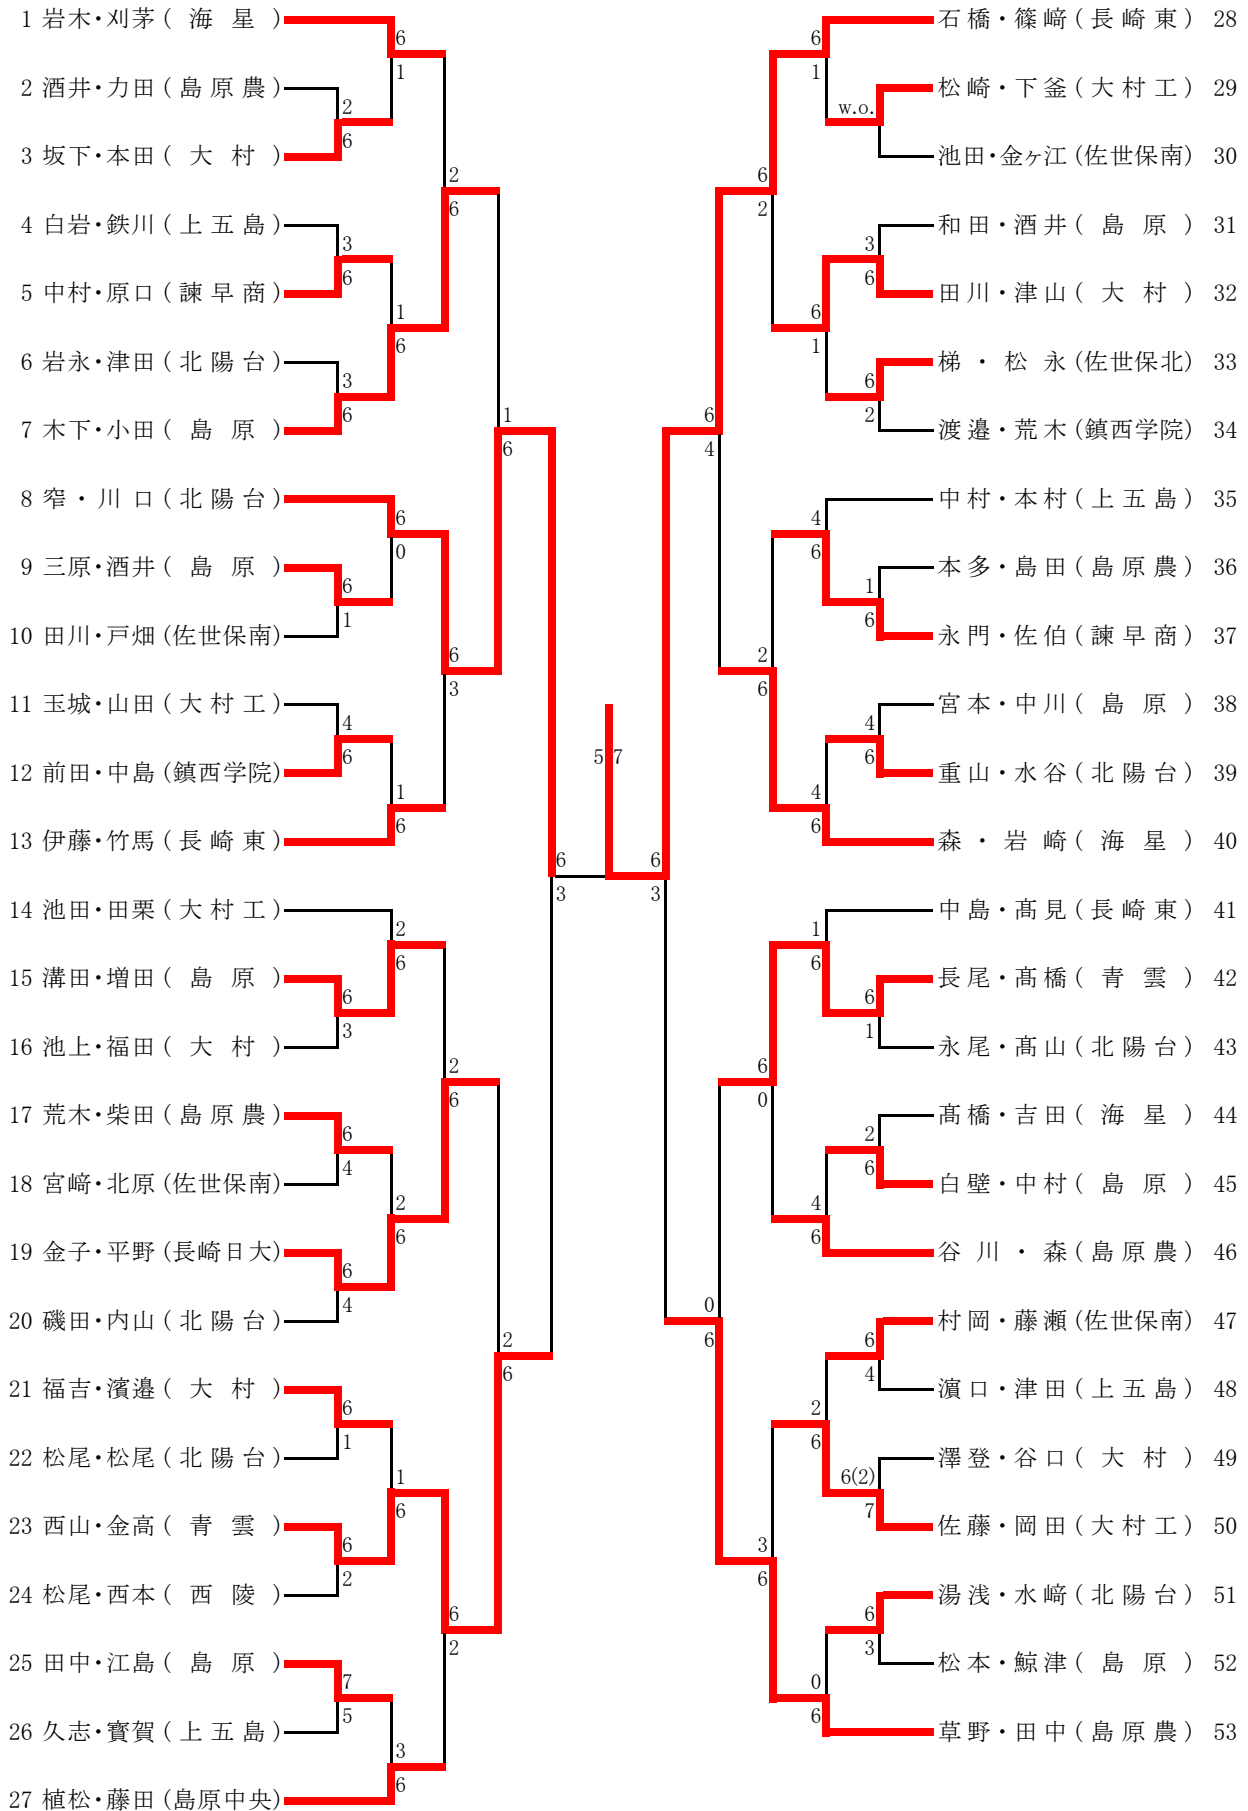 1 岩木・刈茅 ( 海 星 )
6
1
2 酒井・力田 ( 島 原 農 )
2
6
3 坂下・本田 ( 大 村 )
2
6
4 白岩・鉄川 ( 上 五 島 )
3
6
5 中村・原口 ( 諫 早 商 )
1
6
6 岩永・津田 ( 北 陽 台 )
3
6
7 木下・小田 ( 島 原 )
1
6
8 窄・川口 ( 北 陽 台 )
6
0
9 三原・酒井 ( 島 原 )
6
1
10 田川・戸畑 (佐世保南)
6
3
11 玉城・山田 ( 大 村 工 )
4
6
12 前田・中島 (鎮西学院)
1
6
13 伊藤・竹馬 ( 長 崎 東 )
6
3
14 池田・田栗 ( 大 村 工 )
2
6
15 溝田・増田 ( 島 原 )
6
3
16 池上・福田 ( 大 村 )
2
6
17 荒木・柴田 ( 島 原 農 )
6
4
18 宮﨑・北原 (佐世保南)
2
6
19 金子・平野 (長崎日大)
6
4
20 磯田・内山 ( 北 陽 台 )
2
6
21 福吉・濱邉 ( 大 村 )
6
1
22 松尾・松尾 ( 北 陽 台 )
1
6
23 西山・金高 ( 青 雲 )
6
2
24 松尾・西本 ( 西 陵 )
6
2
25 田中・江島 ( 島 原 )
7
5
26 久志・寳賀 ( 上 五 島 )
3
6
27 植松・藤田 (島原中央)
5 7
石橋・篠﨑 ( 長 崎 東 ) 28
6
1
松崎・下釜 ( 大 村 工 ) 29
w.o.
池田・金ヶ江 (佐世保南) 30
6
2
和田・酒井 ( 島 原 ) 31
3
6
田川・津山 ( 大 村 ) 32
6
1
梯・松永 (佐世保北) 33
6
2
渡邉・荒木 (鎮西学院) 34
6
4
中村・本村 ( 上 五 島 ) 35
4
6
本多・島田 ( 島 原 農 ) 36
1
6
永門・佐伯 ( 諫 早 商 ) 37
2
6
宮本・中川 ( 島 原 ) 38
4
6
重山・水谷 ( 北 陽 台 ) 39
4
6
森・岩崎 ( 海 星 ) 40
6
3
中島・髙見 ( 長 崎 東 ) 41
1
6
長尾・髙橋 ( 青 雲 ) 42
6
1
永尾・髙山 ( 北 陽 台 ) 43
6
0
髙橋・吉田 ( 海 星 ) 44
2
6
白壁・中村 ( 島 原 ) 45
4
6
谷川・森 ( 島 原 農 ) 46
0
6
村岡・藤瀬 (佐世保南) 47
6
4
濵口・津田 ( 上 五 島 ) 48
2
6
澤登・谷口 ( 大 村 ) 49
6(2)
7
佐藤・岡田 ( 大 村 工 ) 50
3
6
湯浅・水﨑 ( 北 陽 台 ) 51
6
3
松本・鯨津 ( 島 原 ) 52
0
6
草野・田中 ( 島 原 農 ) 53